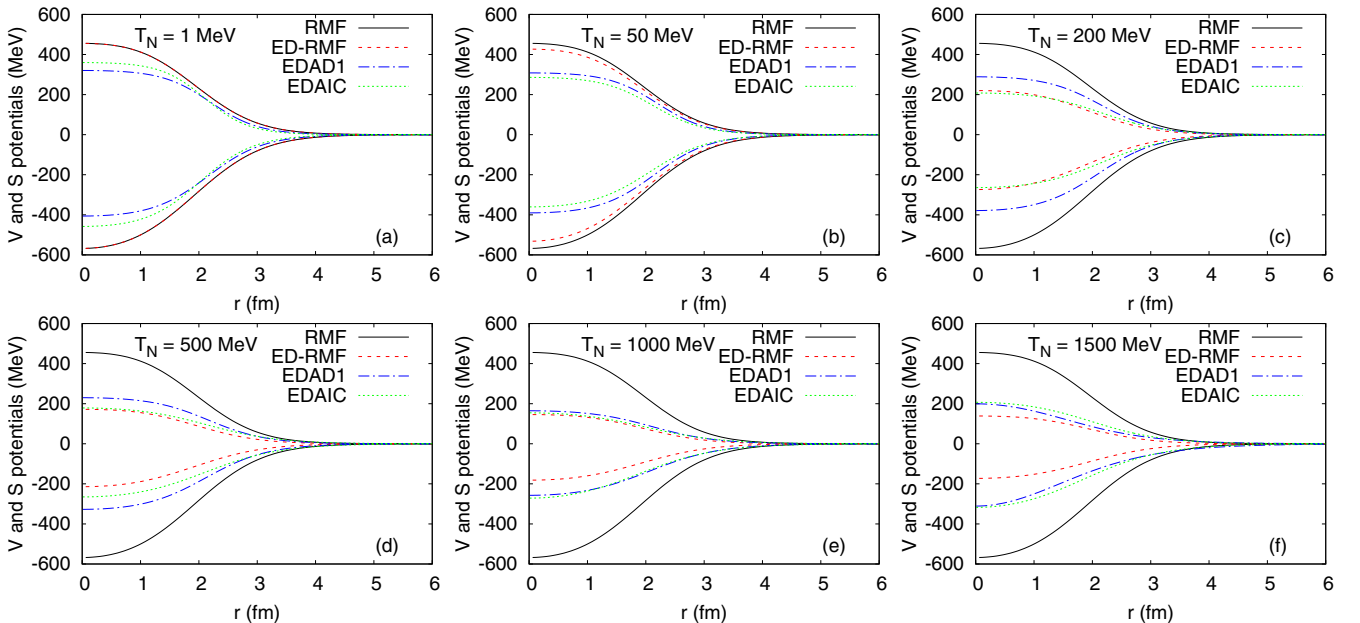 V and S potentials (MeV)
600
400
200
0
-200
-400
-600
T_N = 1 MeV
RMF
ED-RMF
EDAD1
EDAIC
(a)
0 1 2 3 4 5 6
r (fm)
V and S potentials (MeV)
600
400
200
0
-200
-400
-600
T_N = 50 MeV
RMF
ED-RMF
EDAD1
EDAIC
(b)
0 1 2 3 4 5 6
r (fm)
V and S potentials (MeV)
600
400
200
0
-200
-400
-600
T_N = 200 MeV
RMF
ED-RMF
EDAD1
EDAIC
(c)
0 1 2 3 4 5 6
r (fm)
V and S potentials (MeV)
600
400
200
0
-200
-400
-600
T_N = 500 MeV
RMF
ED-RMF
EDAD1
EDAIC
(d)
0 1 2 3 4 5 6
r (fm)
V and S potentials (MeV)
600
400
200
0
-200
-400
-600
T_N = 1000 MeV
RMF
ED-RMF
EDAD1
EDAIC
(e)
0 1 2 3 4 5 6
r (fm)
V and S potentials (MeV)
600
400
200
0
-200
-400
-600
T_N = 1500 MeV
RMF
ED-RMF
EDAD1
EDAIC
(f)
0 1 2 3 4 5 6
r (fm)